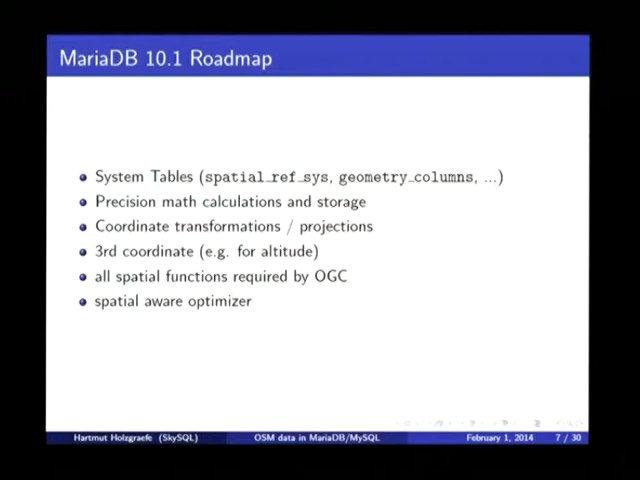 MariaDB 10.1 Roadmap
System Tables (spatial_ref_sys, geometry_columns, ...)
Precision math calculations and storage
Coordinate transformations / projections
3rd coordinate (e.g. for altitude)
all spatial functions required by OGC
spatial aware optimizer
Hartmut Holzgraefe (SkySQL) OSM data in MariaDB/MySQL February 1, 2014 7 / 30